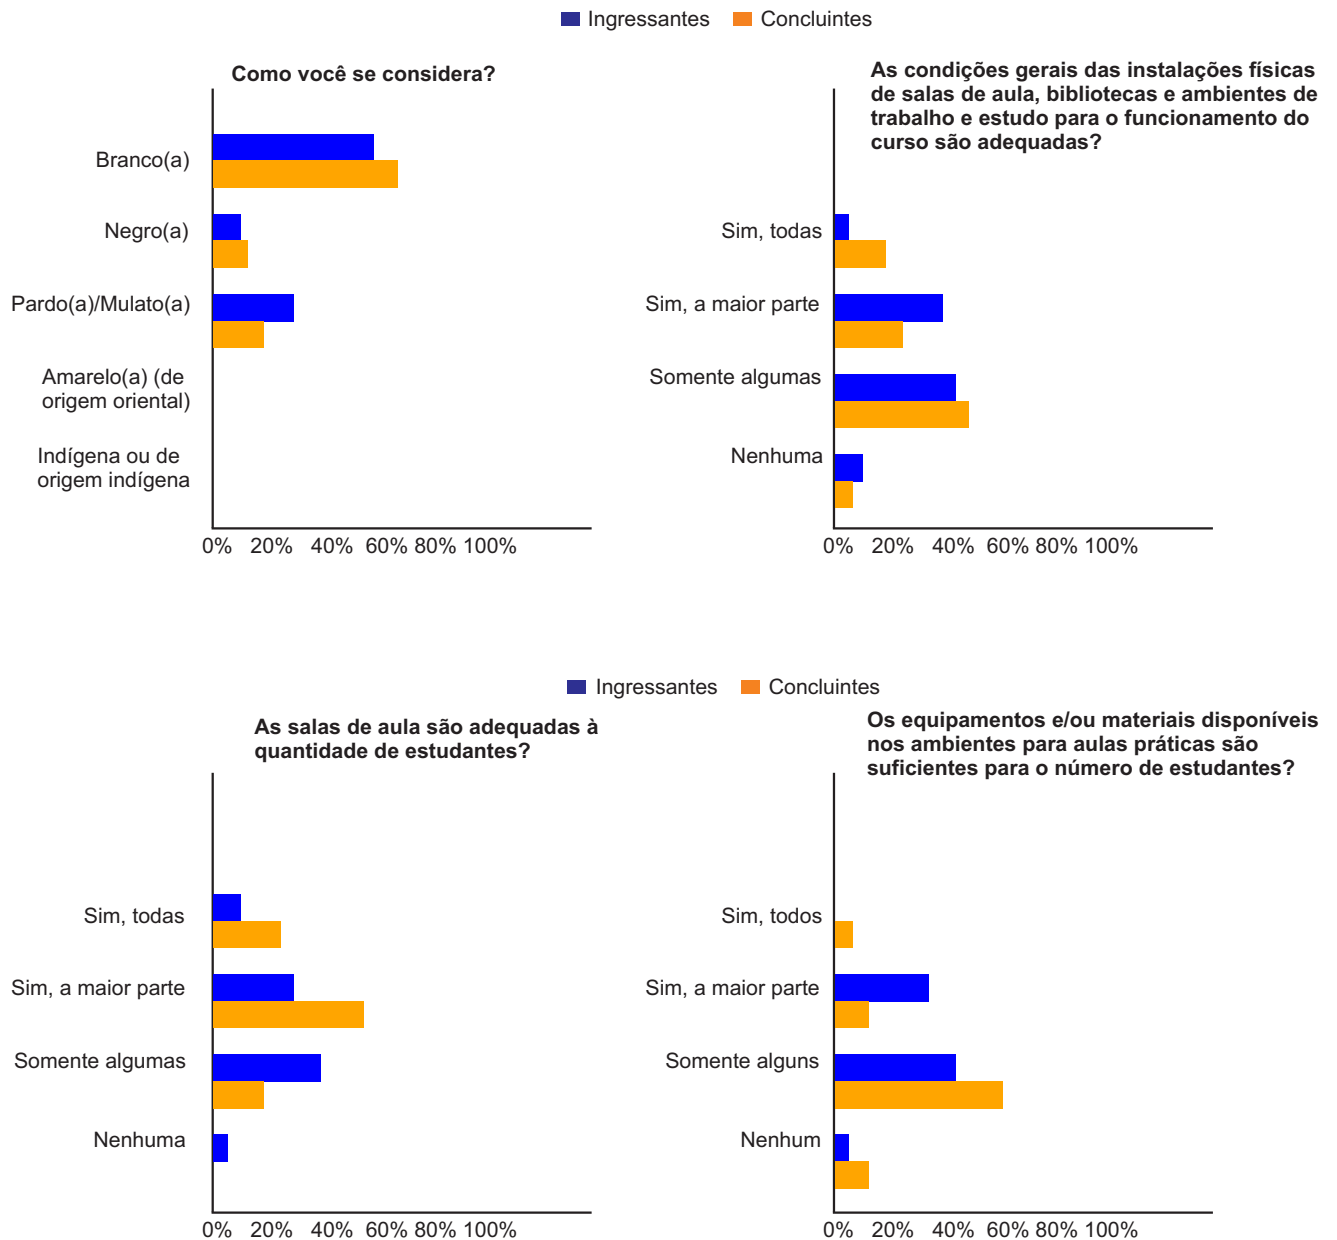 Ingressantes Concluintes
Como você se considera?
Branco(a)
Negro(a)
Pardo(a)/Mulato(a)
Amarelo(a) (de
origem oriental)
Indígena ou de
origem indígena
0% 20% 40% 60% 80% 100%
As condições gerais das instalações físicas
de salas de aula, bibliotecas e ambientes de
trabalho e estudo para o funcionamento do
curso são adequadas?
Sim, todas
Sim, a maior parte
Somente algumas
Nenhuma
0% 20% 40% 60% 80% 100%
Ingressantes Concluintes
As salas de aula são adequadas à
quantidade de estudantes?
Sim, todas
Sim, a maior parte
Somente algumas
Nenhuma
0% 20% 40% 60% 80% 100%
Os equipamentos e/ou materiais disponíveis
nos ambientes para aulas práticas são
suficientes para o número de estudantes?
Sim, todos
Sim, a maior parte
Somente alguns
Nenhum
0% 20% 40% 60% 80% 100%